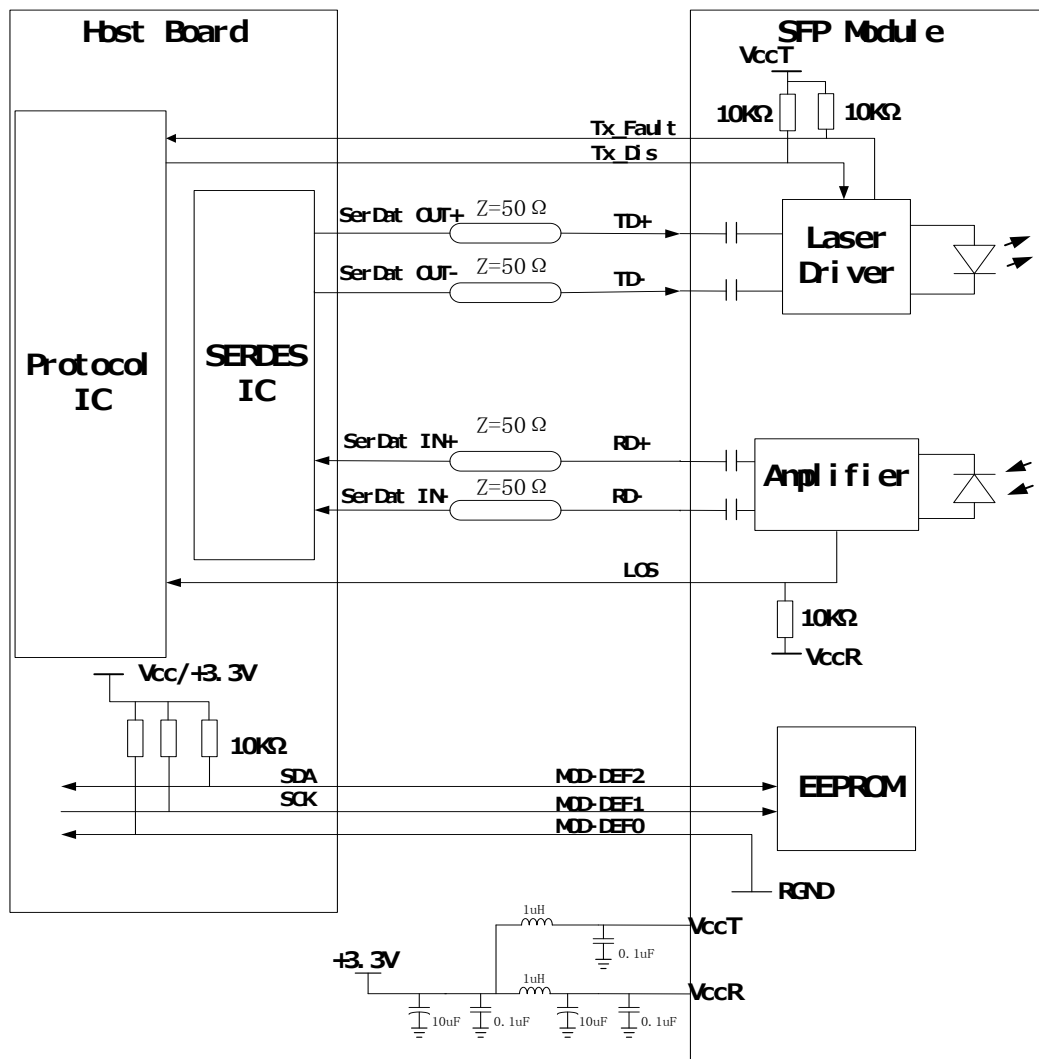 Host Board
SFP Module
VccT
10KΩ
10KΩ
Tx_Fault
Tx_Dis
SerDat OUT+
Z=50 Ω
TD+
SerDat OUT-
Z=50 Ω
TD-
Laser
Driver
Protocol
IC
SERDES
IC
SerDat IN+
Z=50 Ω
RD+
SerDat IN-
Z=50 Ω
RD-
Amplifier
LOS
10KΩ
VccR
Vcc/+3.3V
10KΩ
SDA
MOD-DEF2
SCK
MOD-DEF1
MOD-DEF0
EEPROM
RGND
1uH
VccT
0.1uF
+3.3V
1uH
VccR
10uF
0.1uF
10uF
0.1uF